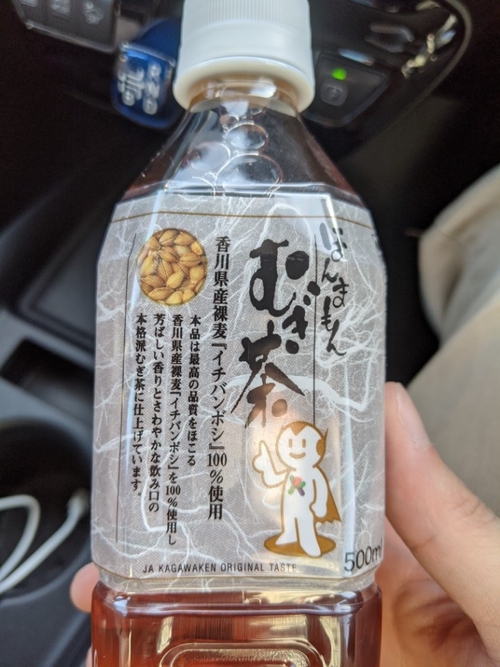 ほんまもん
むぎ茶
香川県産裸麦『イチバンボシ』100%使用
本品は最高の品質をほこる
香川県産裸麦『イチバンボシ』を100%使用し
芳ばしい香りとさわやかな飲み口の
本格派むぎ茶に仕上げています。
JA KAGAWAKEN ORIGINAL TASTE
500ml